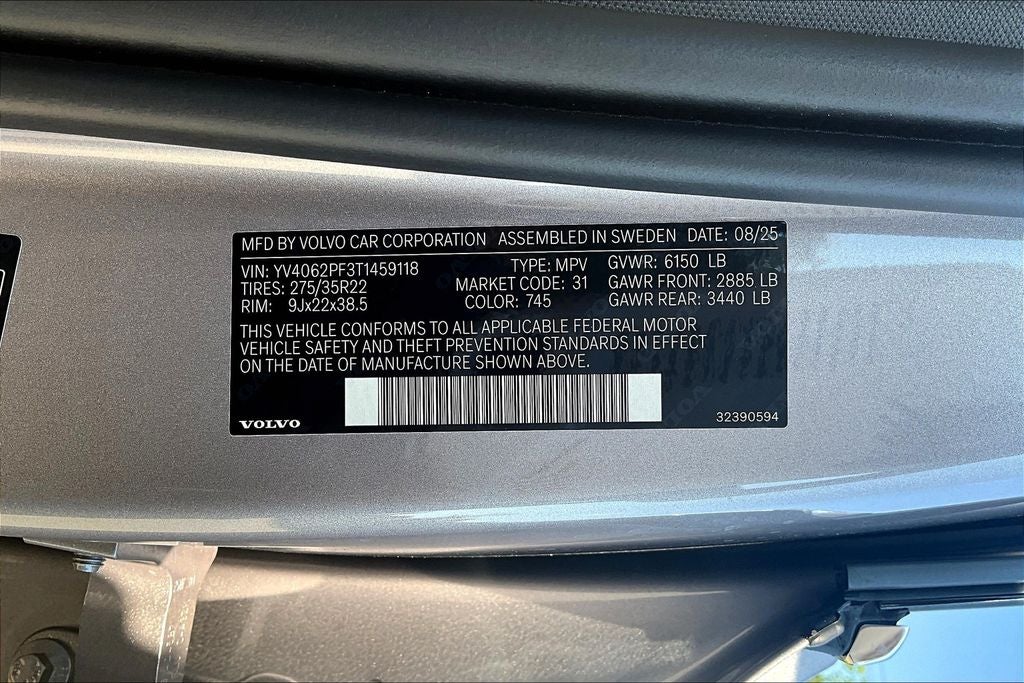 MFD BY VOLVO CAR CORPORATION ASSEMBLED IN SWEDEN DATE: 08/25
VIN: YV4062PF3T1459118 TYPE: MPV GVWR: 6150 LB
TIRES: 275/35R22 MARKET CODE: 31 GAWR FRONT: 2885 LB
RIM: 9Jx22x38.5 COLOR: 745 GAWR REAR: 3440 LB
THIS VEHICLE CONFORMS TO ALL APPLICABLE FEDERAL MOTOR
VEHICLE SAFETY AND THEFT PREVENTION STANDARDS IN EFFECT
ON THE DATE OF MANUFACTURE SHOWN ABOVE.
VOLVO 32390594